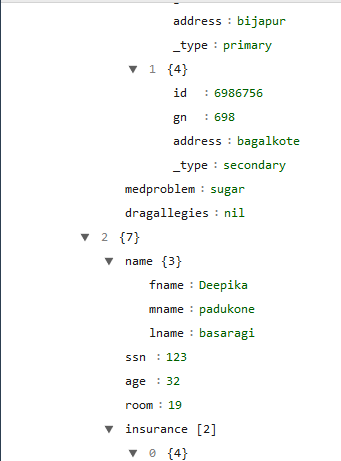 address : bijapur
_type : primary
▼ 1 {4}
id : 6986756
gn : 698
address : bagalkote
_type : secondary
medproblem : sugar
dragallegies : nil
▼ 2 {7}
▼ name {3}
fname : Deepika
mname : padukone
lname : basaragi
ssn : 123
age : 32
room : 19
▼ insurance [2]
▼ 0 {4}